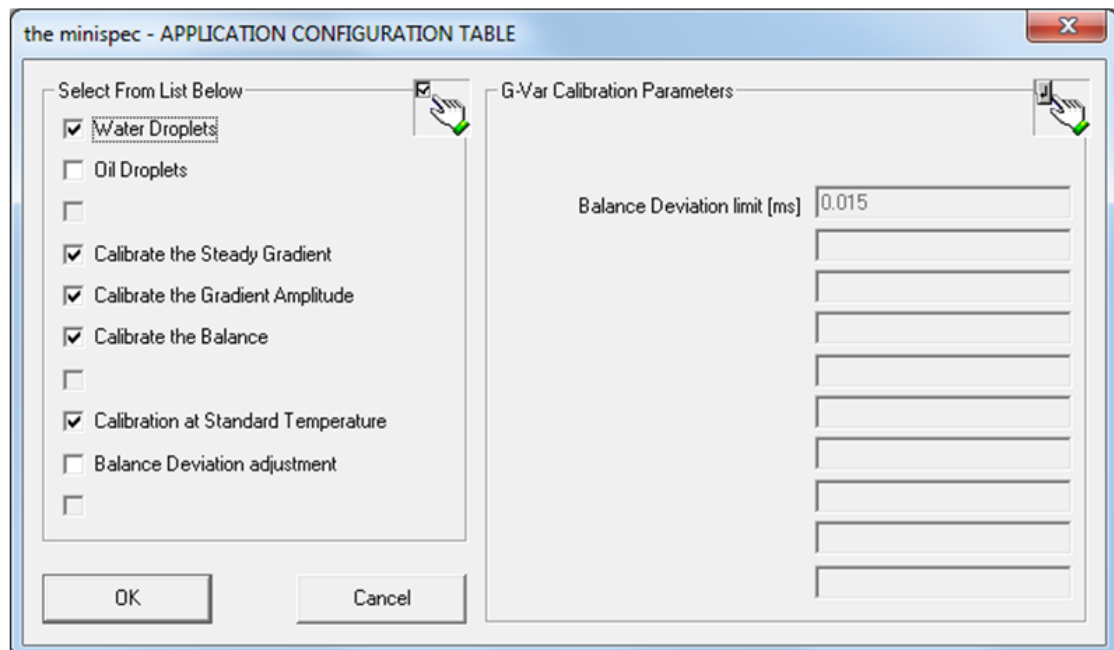 the minispec - APPLICATION CONFIGURATION TABLE
Select From List Below
Water Droplets
Oil Droplets
Calibrate the Steady Gradient
Calibrate the Gradient Amplitude
Calibrate the Balance
Calibration at Standard Temperature
Balance Deviation adjustment
OK
Cancel
G-Var Calibration Parameters
Balance Deviation limit [ms]
0.015